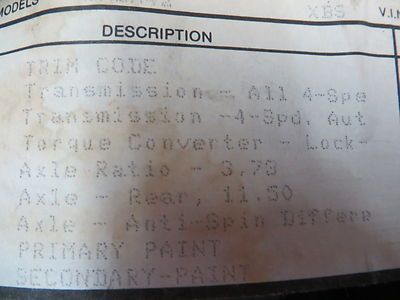 MODELS XBS V.I.N
DESCRIPTION
TRIM CODE
Transmission - All 4-Spe
Transmission -4-Spd. Aut
Torque Converter - Lock-
Axle Ratio - 3.73
Axle - Rear, 11.50
Axle - Anti-Spin Differe
PRIMARY PAINT
SECONDARY-PAINT